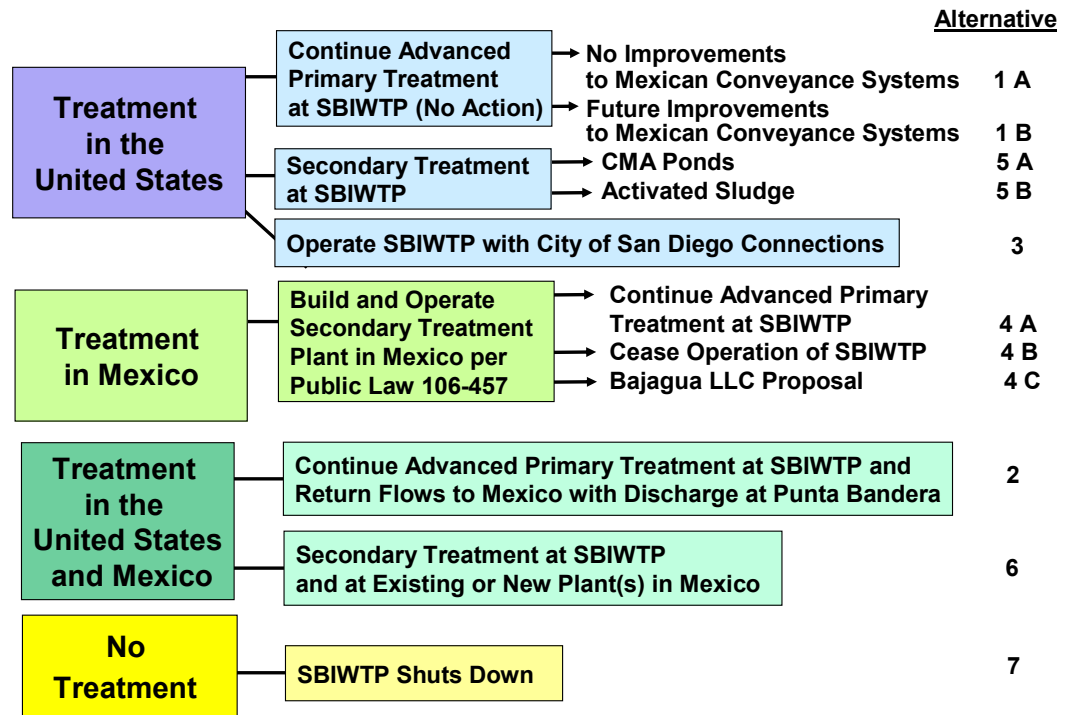 Alternative
Treatment
in the
United States
Continue Advanced
Primary Treatment
at SBIWTP (No Action)
No Improvements
to Mexican Conveyance Systems 1 A
Future Improvements
to Mexican Conveyance Systems 1 B
Secondary Treatment
at SBIWTP
CMA Ponds 5 A
Activated Sludge 5 B
Operate SBIWTP with City of San Diego Connections 3
Treatment
in Mexico
Build and Operate
Secondary Treatment
Plant in Mexico per
Public Law 106-457
Continue Advanced Primary
Treatment at SBIWTP 4 A
Cease Operation of SBIWTP 4 B
Bajagua LLC Proposal 4 C
Treatment
in the
United States
and Mexico
Continue Advanced Primary Treatment at SBIWTP and
Return Flows to Mexico with Discharge at Punta Bandera
2
Secondary Treatment at SBIWTP
and at Existing or New Plant(s) in Mexico
6
No
Treatment
SBIWTP Shuts Down
7